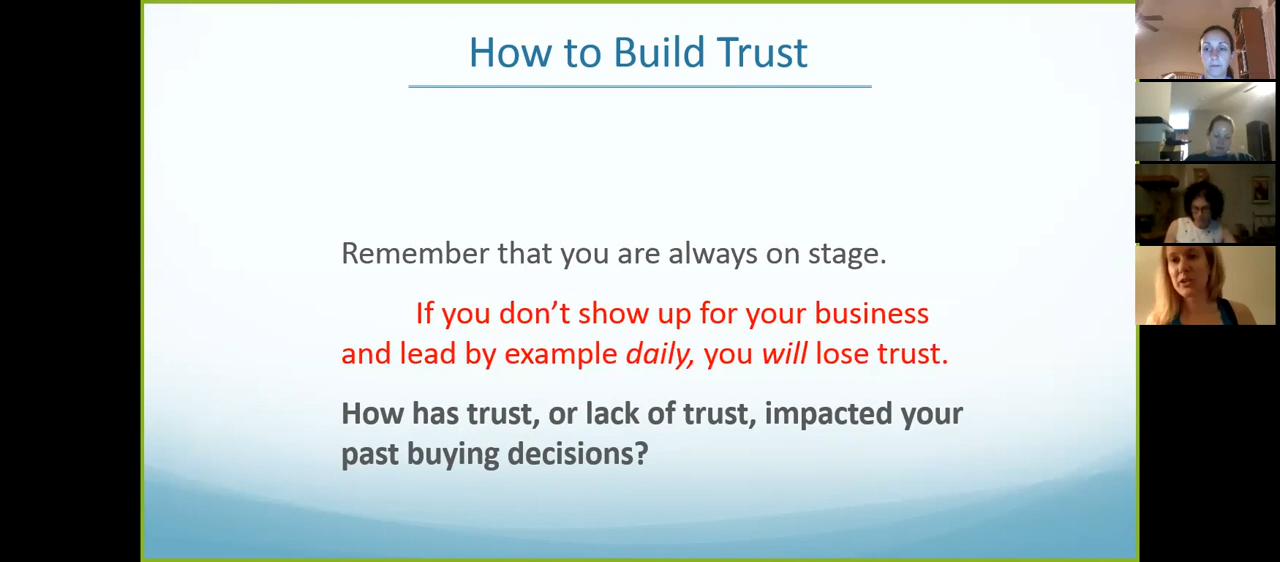 How to Build Trust
Remember that you are always on stage.
If you don’t show up for your business
and lead by example daily, you will lose trust.
How has trust, or lack of trust, impacted your
past buying decisions?